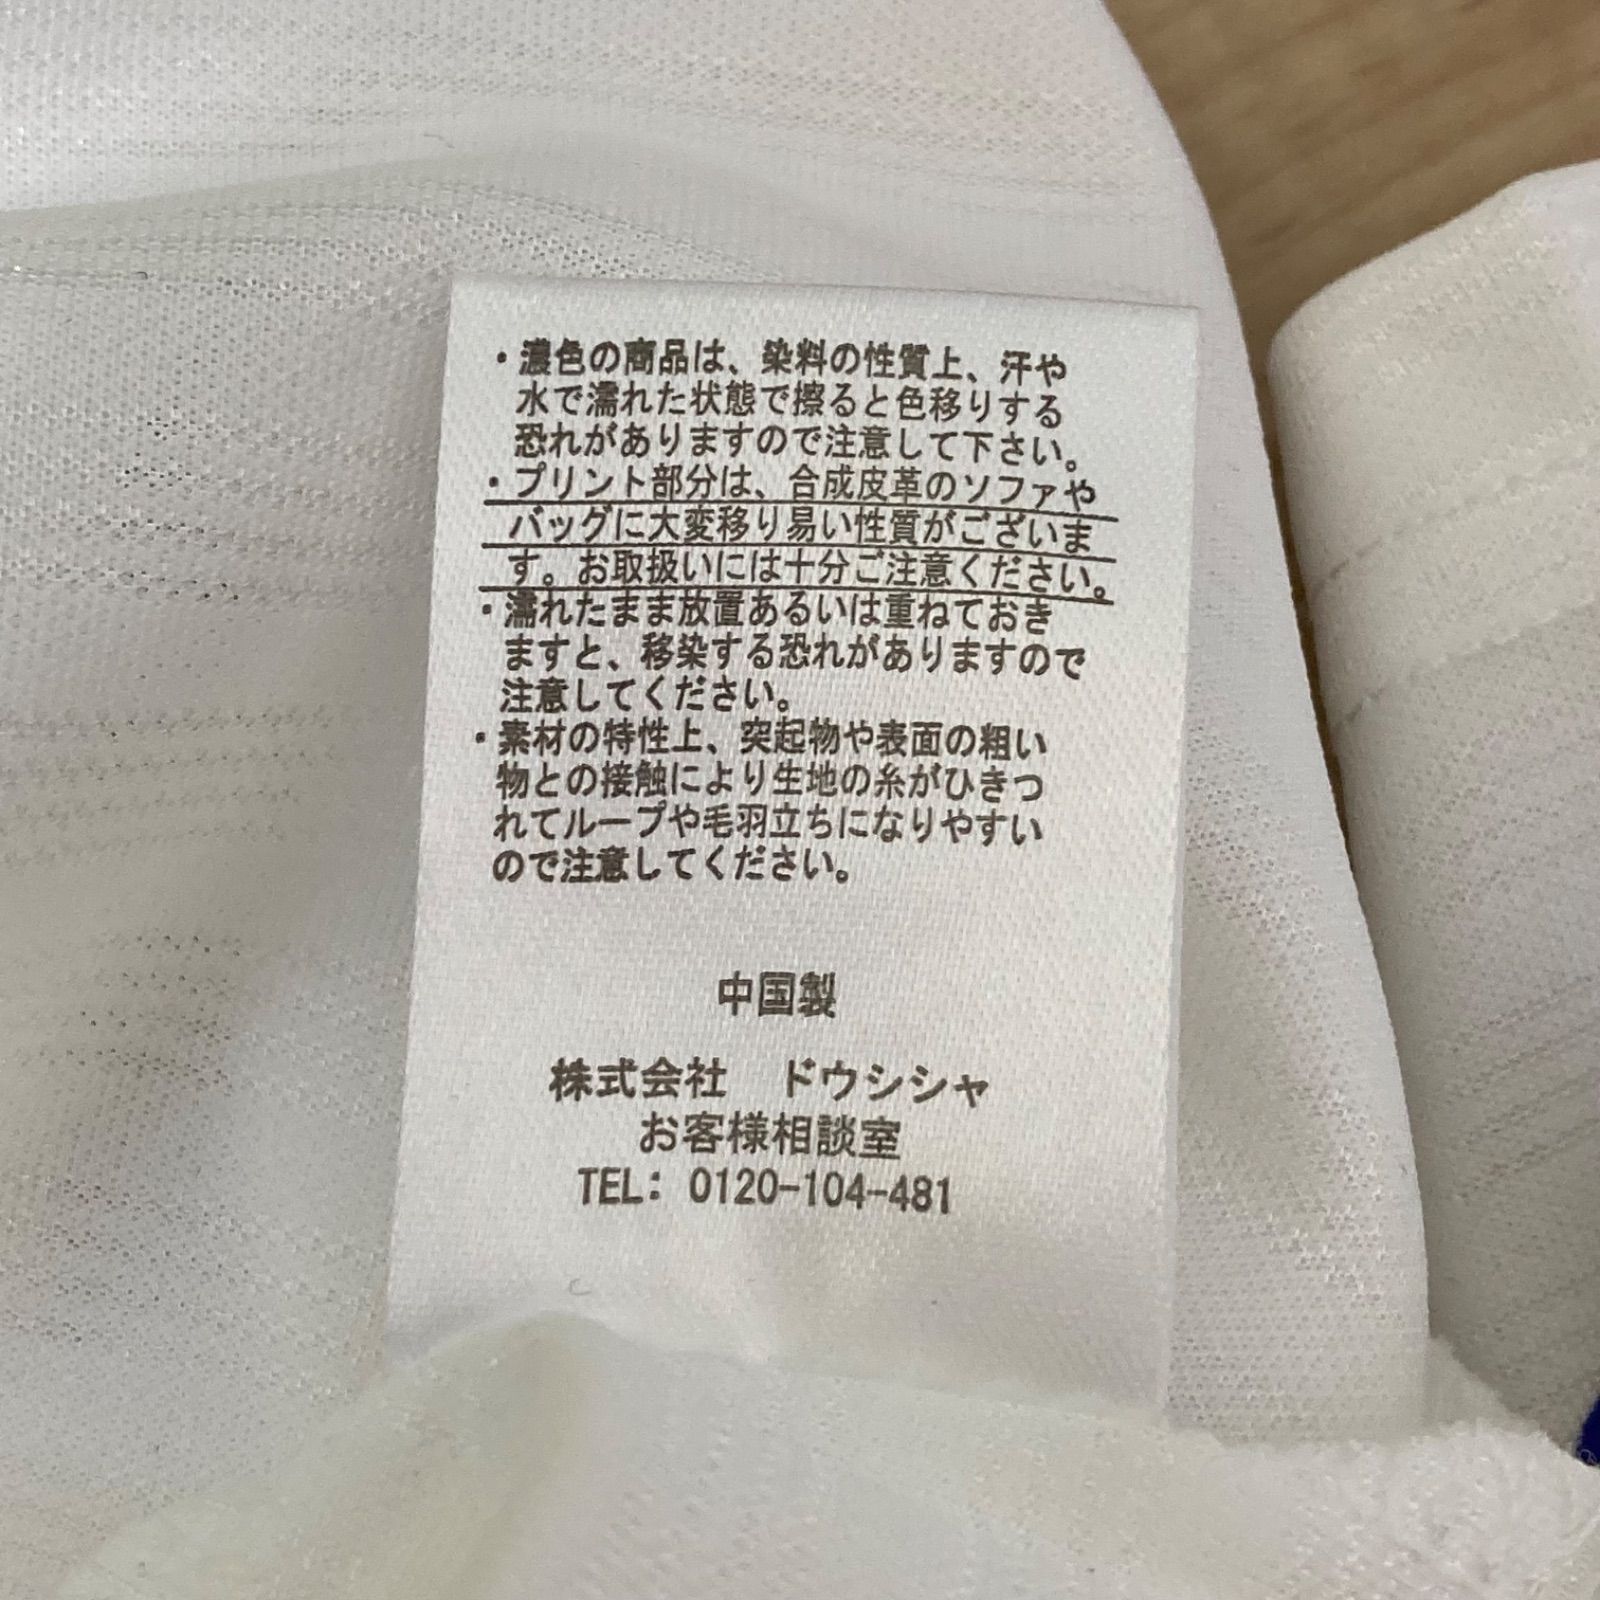 ・濃色の商品は、染料の性質上、汗や
水で濡れた状態で擦ると色移りする
恐れがありますので注意して下さい。
・プリント部分は、合成皮革のソファや
バッグに大変移り易い性質がございま
す。お取扱いには十分ご注意ください。
・濡れたまま放置あるいは重ねておき
ますと、移染する恐れがありますので
注意してください。
・素材の特性上、突起物や表面の粗い
物との接触により生地の糸がひきつ
れてループや毛羽立ちになりやすい
ので注意してください。
中国製
株式会社　ドウシシャ
お客様相談室
TEL: 0120-104-481